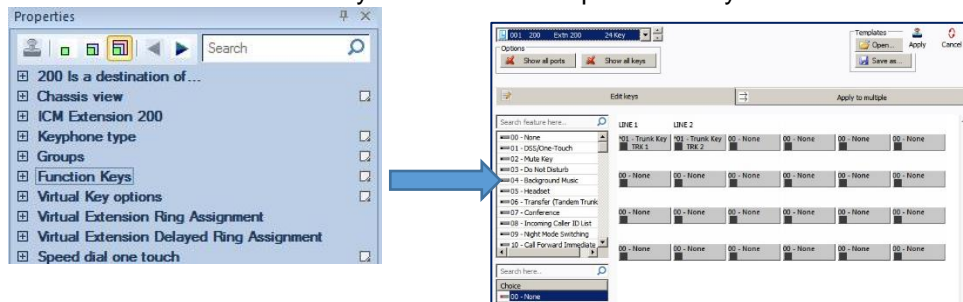 Properties
Search
200 Is a destination of...
Chassis view
ICM Extension 200
Keyphone type
Groups
Function Keys
Virtual Key options
Virtual Extension Ring Assignment
Virtual Extension Delayed Ring Assignment
Speed dial one touch
001 200 Extn 200 24 Key
Options
Show all ports
Show all keys
Templates
Open...
Save as...
Apply
Cancel
Edit keys
Apply to multiple
Search feature here...
00 - None
01 - DSS/One-Touch
02 - Mute Key
03 - Do Not Disturb
04 - Background Music
05 - Headset
06 - Transfer (Tandem Trunk
07 - Conference
08 - Incoming Caller ID List
09 - Night Mode Switching
10 - Call Forward Immediate
Search here...
Choice
00 - None
LINE 1 LINE 2
*01 - Trunk Key *01 - Trunk Key 00 - None 00 - None 00 - None 00 - None
TRK 1 TRK 2
00 - None 00 - None 00 - None 00 - None 00 - None 00 - None
00 - None 00 - None 00 - None 00 - None 00 - None 00 - None
00 - None 00 - None 00 - None 00 - None 00 - None 00 - None